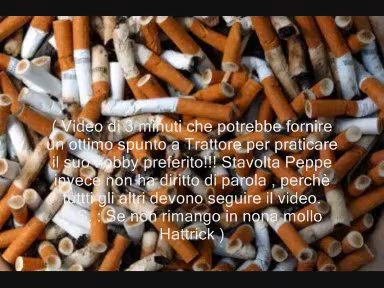 ( Video di 3 minuti che potrebbe fornire
un ottimo spunto a Trattore per praticare
il suo hobby preferito!!! Stavolta Peppe
invece non ha diritto di parola , perchè
tuttti gli altri devono seguire il video.
: Se non rimango in nona mollo
Hattrick )